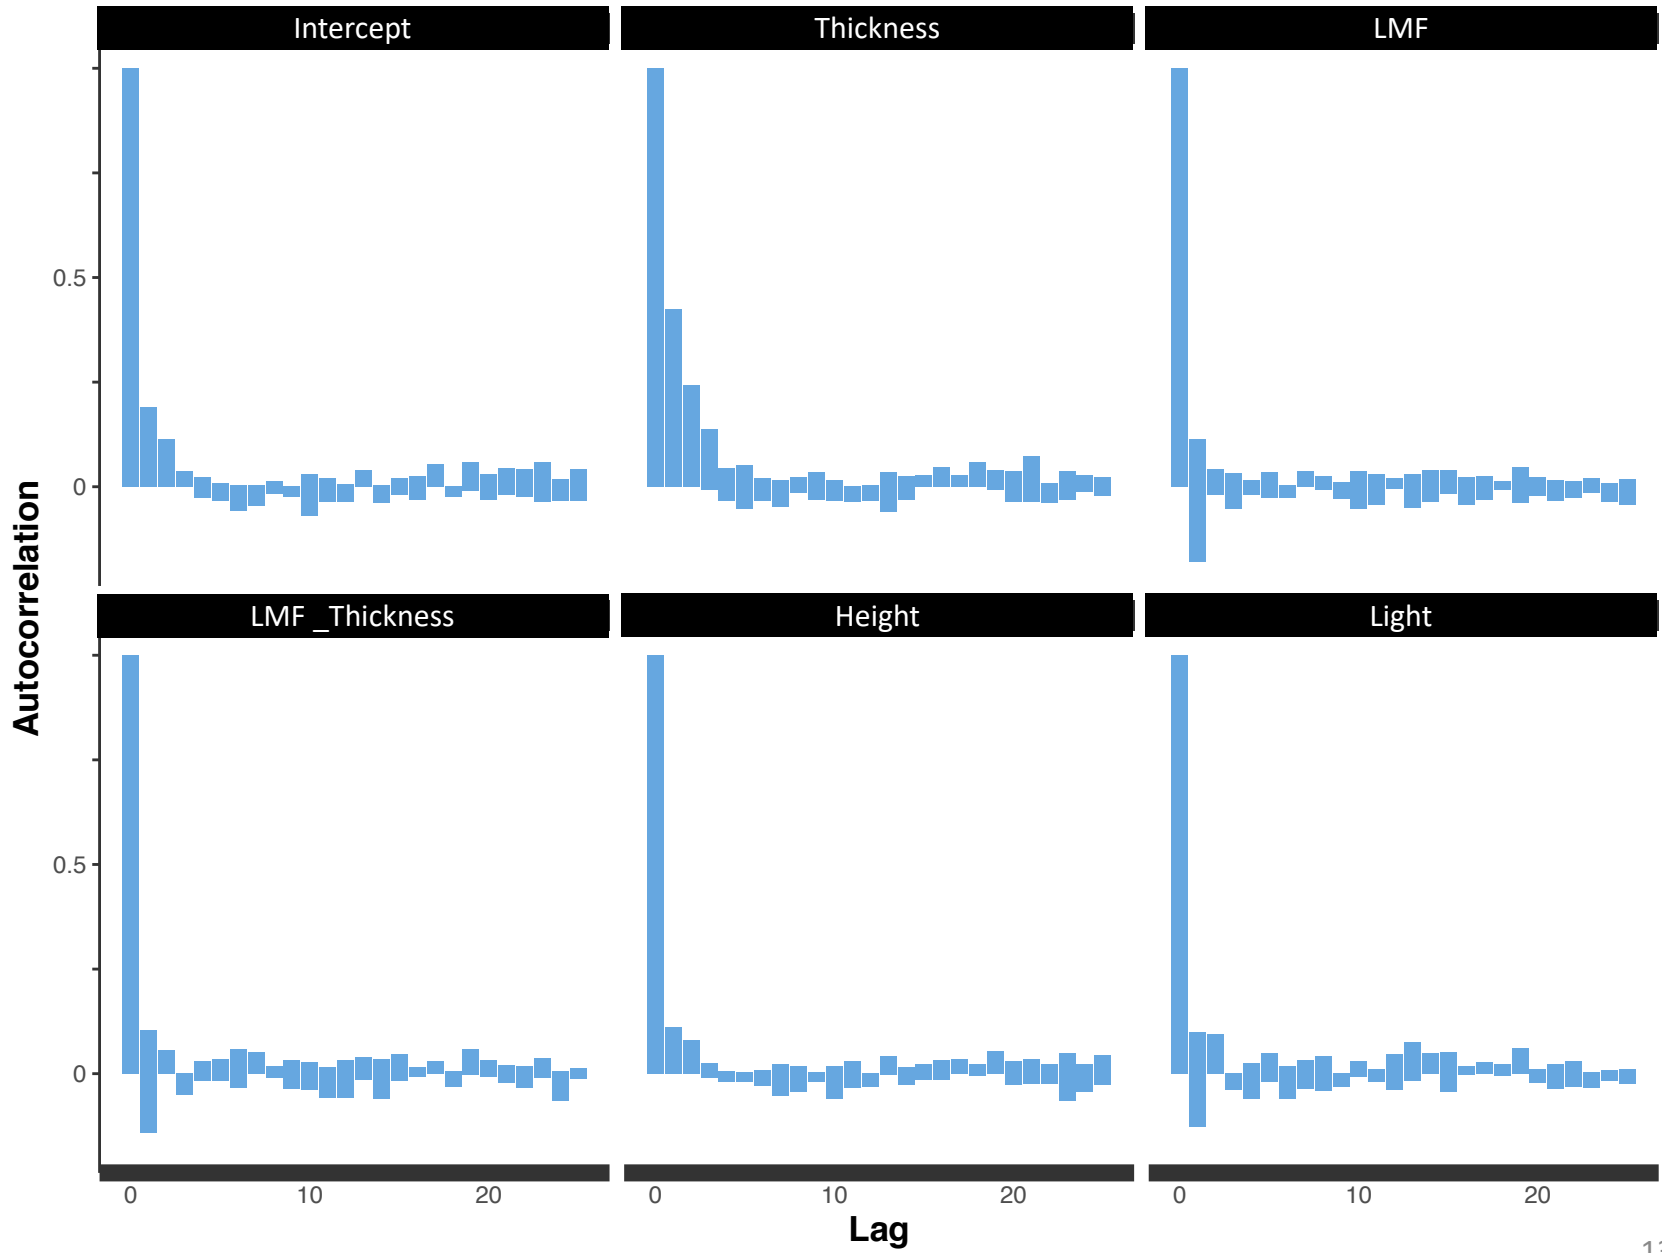 Intercept Thickness LMF
0.5
0
LMF _Thickness Height Light
0.5
0
0 10 20 0 10 20 0 10 20
Autocorrelation
Lag